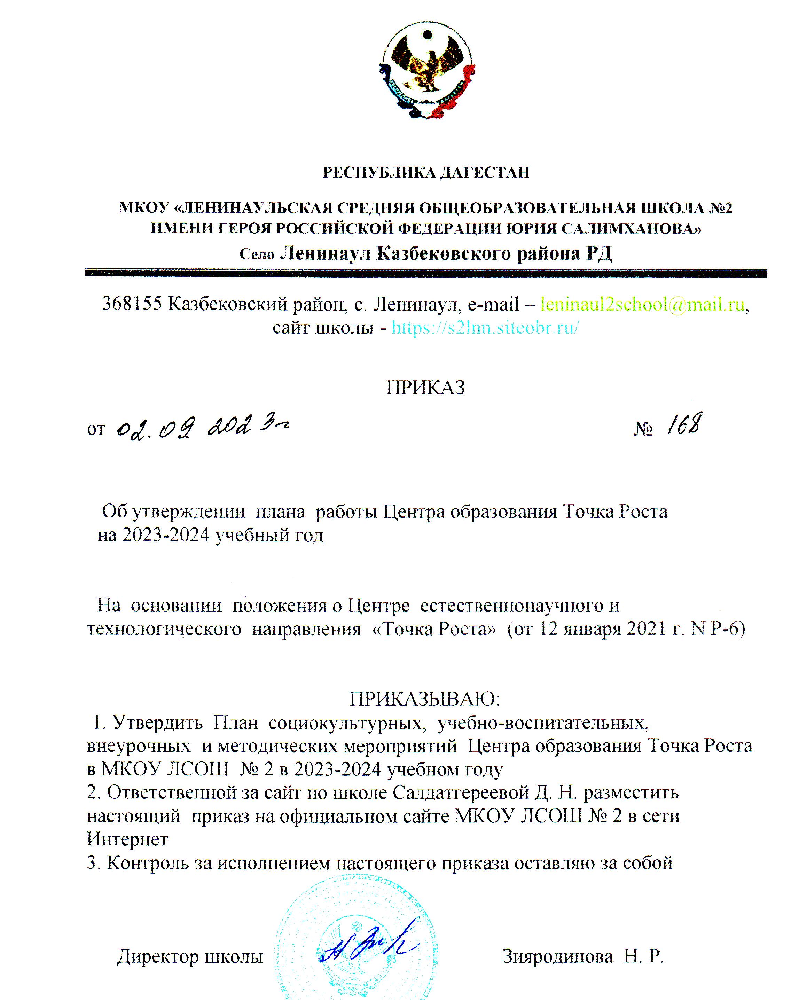 РЕСПУБЛИКА ДАГЕСТАН
МКОУ «ЛЕНИНАУЛЬСКАЯ СРЕДНЯЯ ОБЩЕОБРАЗОВАТЕЛЬНАЯ ШКОЛА №2
ИМЕНИ ГЕРОЯ РОССИЙСКОЙ ФЕДЕРАЦИИ ЮРИЯ САЛИМХАНОВА»
Село Ленинаул Казбековского района РД
368155 Казбековский район, с. Ленинаул, e-mail – leninaul2school@mail.ru,
сайт школы - https://s2lnn.siteobr.ru/
ПРИКАЗ
от 02.09.2023г № 168
Об утверждении плана работы Центра образования Точка Роста
на 2023-2024 учебный год
На основании положения о Центре естественнонаучного и
технологического направления «Точка Роста» (от 12 января 2021 г. N Р-6)
ПРИКАЗЫВАЮ:
1. Утвердить План социокультурных, учебно-воспитательных,
внеурочных и методических мероприятий Центра образования Точка Роста
в МКОУ ЛСОШ № 2 в 2023-2024 учебном году
2. Ответственной за сайт по школе Салдатгереевой Д. Н. разместить
настоящий приказ на официальном сайте МКОУ ЛСОШ № 2 в сети
Интернет
3. Контроль за исполнением настоящего приказа оставляю за собой
Директор школы Зияродинова Н. Р.